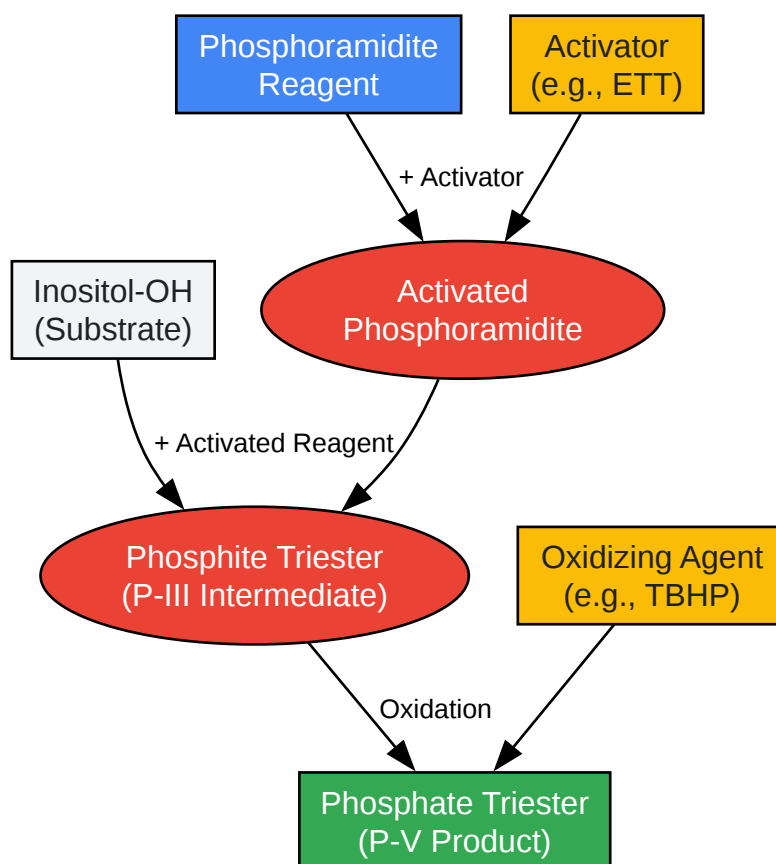 Phosphoramidite
Reagent
Activator
(e.g., ETT)
+ Activator
Inositol-OH
(Substrate)
Activated
Phosphoramidite
+ Activated Reagent
Phosphite Triester
(P-III Intermediate)
Oxidizing Agent
(e.g., TBHP)
Oxidation
Phosphate Triester
(P-V Product)